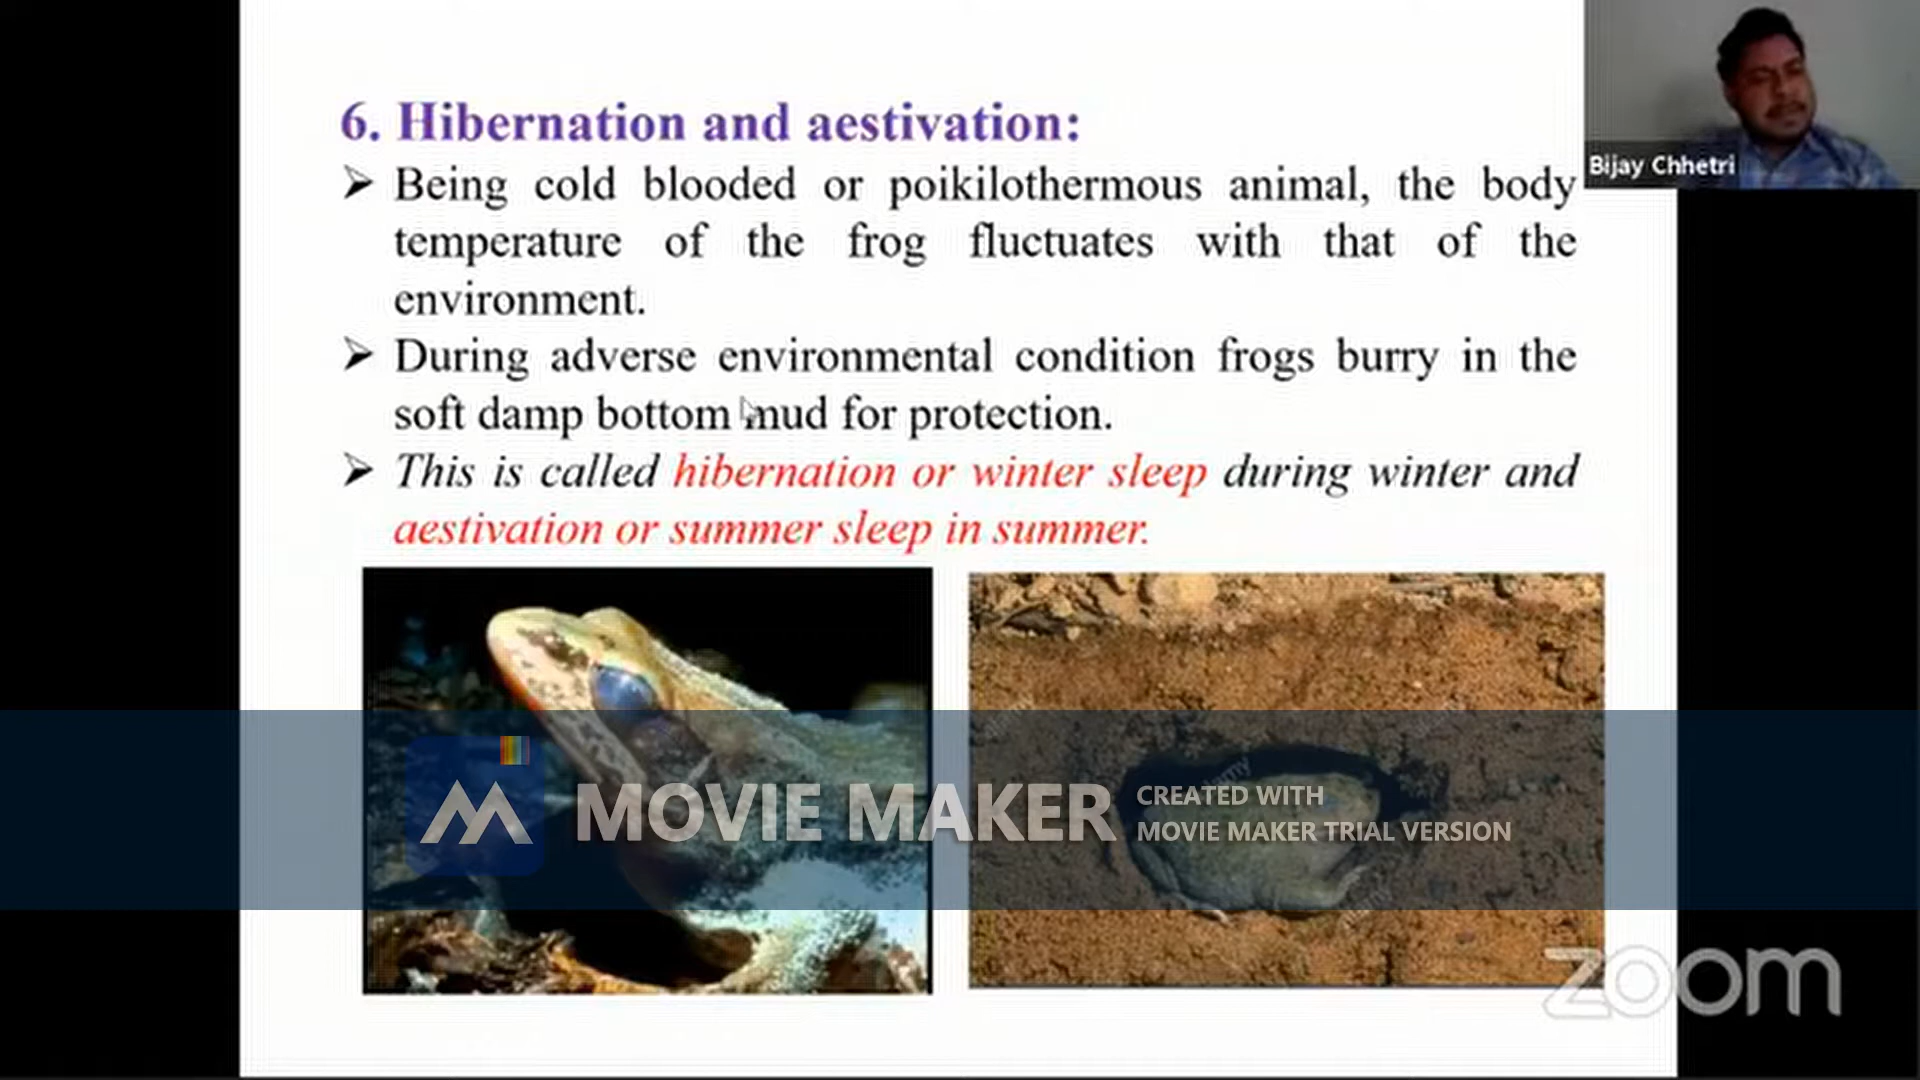 6. Hibernation and aestivation:
➢ Being cold blooded or poikilothermous animal, the body
temperature of the frog fluctuates with that of the
environment.
➢ During adverse environmental condition frogs burry in the
soft damp bottom mud for protection.
➢ This is called hibernation or winter sleep during winter and
aestivation or summer sleep in summer.
Bijay Chhetri
MOVIE MAKER
CREATED WITH
MOVIE MAKER TRIAL VERSION
zoom